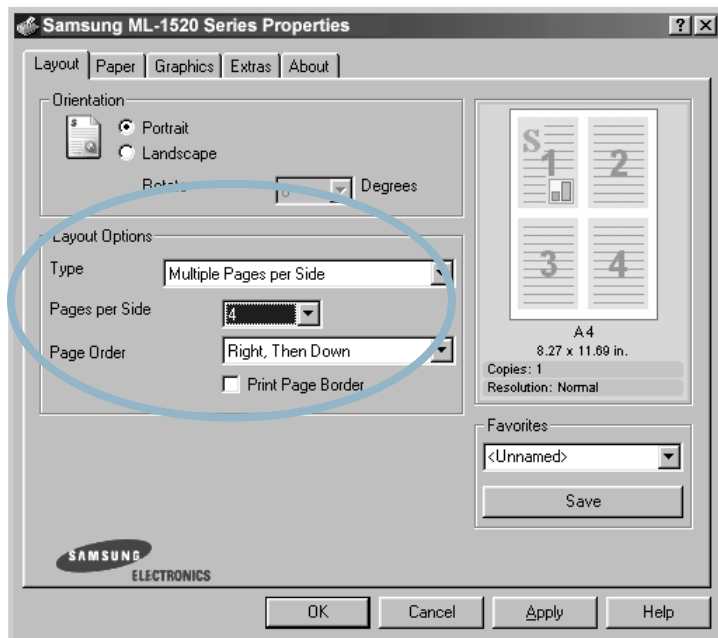 Samsung ML-1520 Series Properties
Layout Paper Graphics Extras About
Orientation
Portrait
Landscape
Rotate Degrees
Layout Options
Type Multiple Pages per Side
Pages per Side 4
Page Order Right, Then Down
Print Page Border
S
1 2
3 4
A4
8.27 x 11.69 in.
Copies: 1
Resolution: Normal
Favorites
<Unnamed>
Save
SAMSUNG
ELECTRONICS
OK Cancel Apply Help